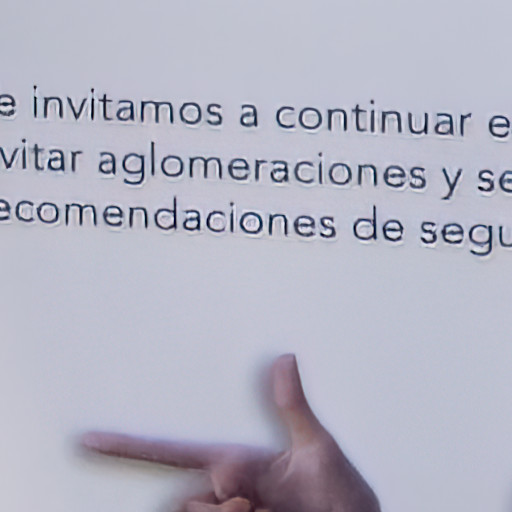 e invitamos a continuar e
vitar aglomeraciones y se
ecomendaciones de segu